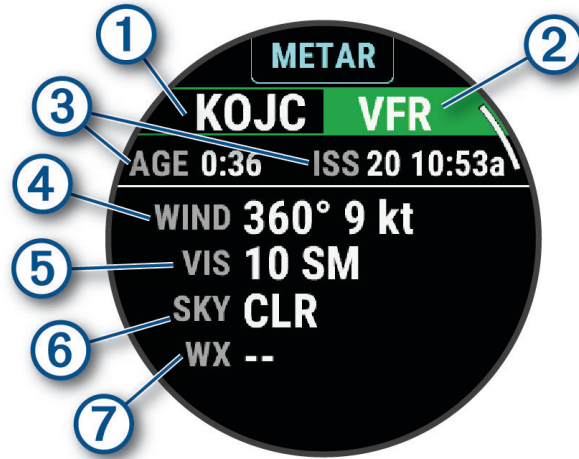 METAR
1 KOJC VFR 2
3 AGE 0:36 ISS 20 10:53a
4 WIND 360° 9 kt
5 VIS 10 SM
6 SKY CLR
7 WX --